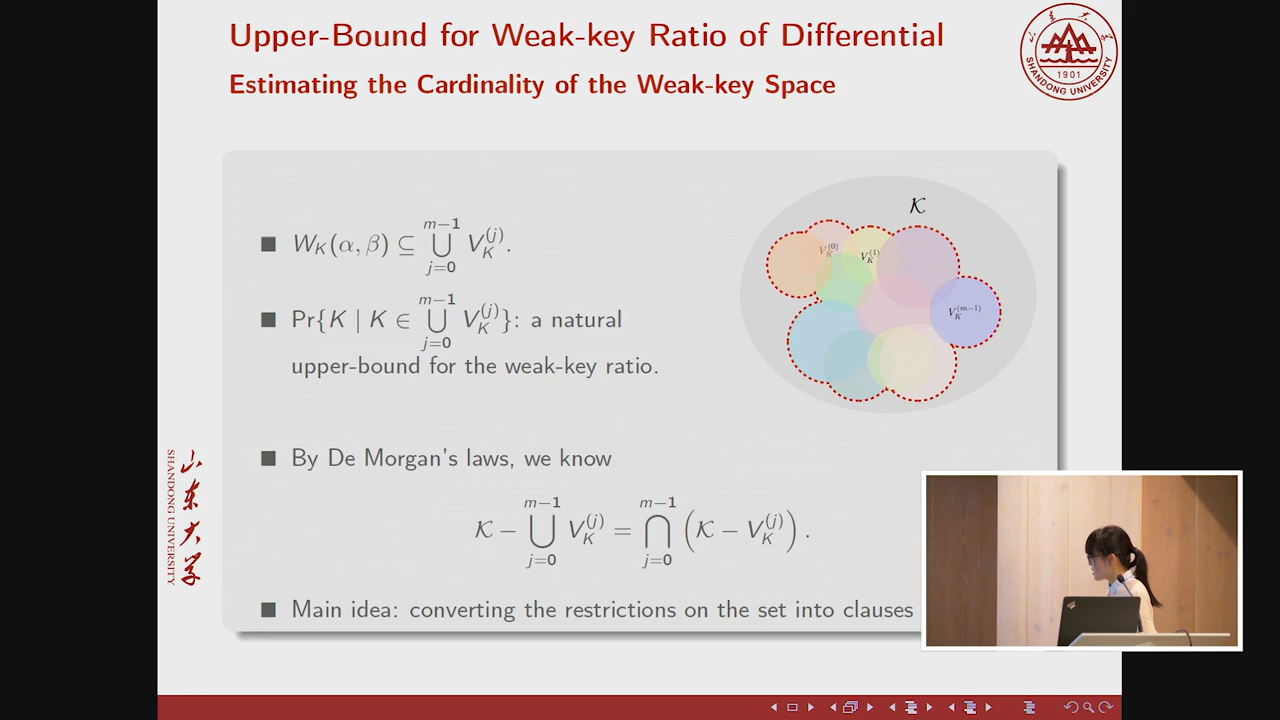 Upper-Bound for Weak-key Ratio of Differential
Estimating the Cardinality of the Weak-key Space
SHANDONG UNIVERSITY
1901
𝒦
V_K^{(0)}
V_K^{(1)}
V_K^{(m−1)}
■ W_K(α, β) ⊆ ⋃_{j=0}^{m−1} V_K^{(j)}.
■ Pr{K | K ∈ ⋃_{j=0}^{m−1} V_K^{(j)}}: a natural
upper-bound for the weak-key ratio.
■ By De Morgan's laws, we know
𝒦 − ⋃_{j=0}^{m−1} V_K^{(j)} = ⋂_{j=0}^{m−1} (𝒦 − V_K^{(j)}).
■ Main idea: converting the restrictions on the set into clauses
山东大学
SHANDONG UNIVERSITY